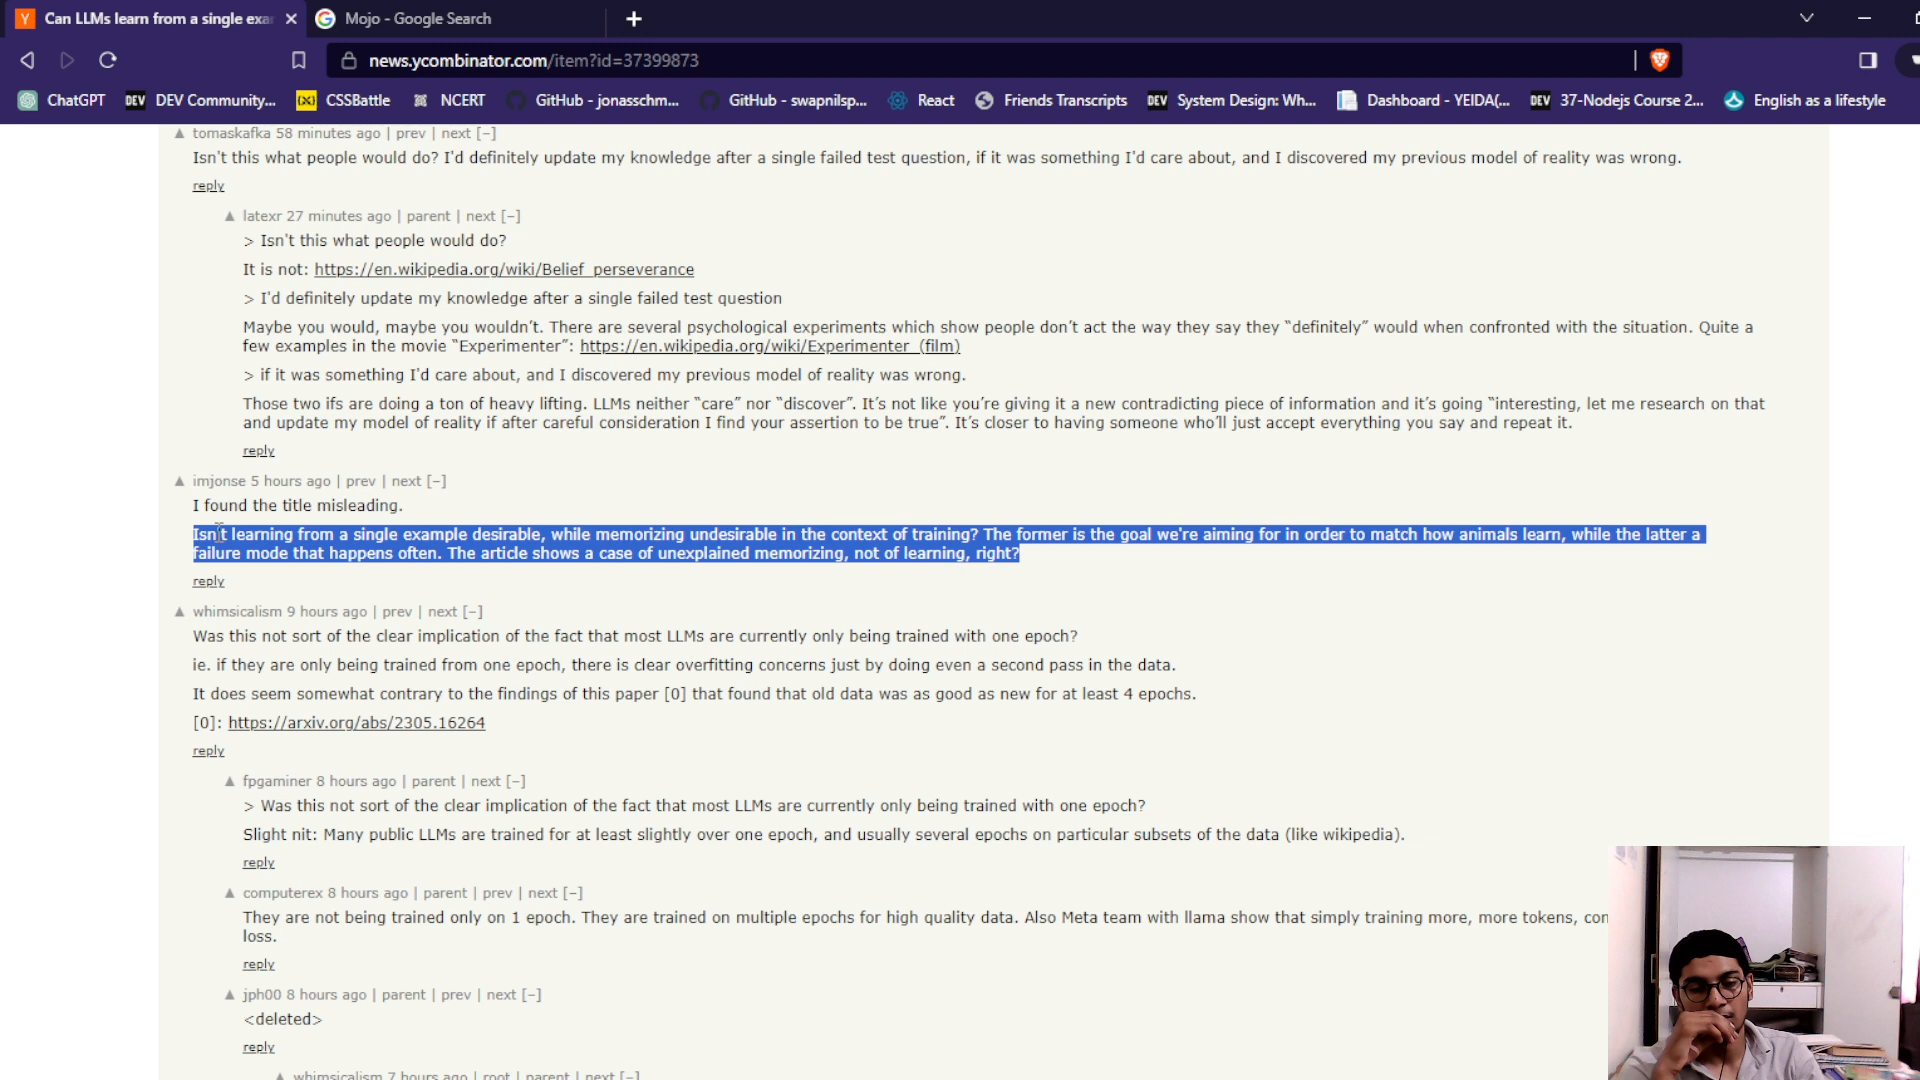 Can LLMs learn from a single exa
Mojo - Google Search
news.ycombinator.com/item?id=37399873
ChatGPT
DEV Community...
CSSBattle
NCERT
GitHub - jonasschm...
GitHub - swapnilsp...
React
Friends Transcripts
System Design: Wh...
Dashboard - YEIDA(...
37-Nodejs Course 2...
English as a lifestyle
tomaskafka 58 minutes ago | prev | next [–]
Isn't this what people would do? I'd definitely update my knowledge after a single failed test question, if it was something I'd care about, and I discovered my previous model of reality was wrong.
reply
latexr 27 minutes ago | parent | next [–]
> Isn't this what people would do?
It is not: https://en.wikipedia.org/wiki/Belief_perseverance
> I'd definitely update my knowledge after a single failed test question
Maybe you would, maybe you wouldn’t. There are several psychological experiments which show people don’t act the way they say they “definitely” would when confronted with the situation. Quite a
few examples in the movie “Experimenter”: https://en.wikipedia.org/wiki/Experimenter_(film)
> if it was something I'd care about, and I discovered my previous model of reality was wrong.
Those two ifs are doing a ton of heavy lifting. LLMs neither “care” nor “discover”. It’s not like you’re giving it a new contradicting piece of information and it’s going “interesting, let me research on that
and update my model of reality if after careful consideration I find your assertion to be true”. It’s closer to having someone who’ll just accept everything you say and repeat it.
reply
imjonse 5 hours ago | prev | next [–]
I found the title misleading.
Isn't learning from a single example desirable, while memorizing undesirable in the context of training? The former is the goal we're aiming for in order to match how animals learn, while the latter a
failure mode that happens often. The article shows a case of unexplained memorizing, not of learning, right?
reply
whimsicalism 9 hours ago | prev | next [–]
Was this not sort of the clear implication of the fact that most LLMs are currently only being trained with one epoch?
ie. if they are only being trained from one epoch, there is clear overfitting concerns just by doing even a second pass in the data.
It does seem somewhat contrary to the findings of this paper [0] that found that old data was as good as new for at least 4 epochs.
[0]: https://arxiv.org/abs/2305.16264
reply
fpgaminer 8 hours ago | parent | next [–]
> Was this not sort of the clear implication of the fact that most LLMs are currently only being trained with one epoch?
Slight nit: Many public LLMs are trained for at least slightly over one epoch, and usually several epochs on particular subsets of the data (like wikipedia).
reply
computerex 8 hours ago | parent | prev | next [–]
They are not being trained only on 1 epoch. They are trained on multiple epochs for high quality data. Also Meta team with llama show that simply training more, more tokens, con
loss.
reply
jph00 8 hours ago | parent | prev | next [–]
<deleted>
reply
whimsicalism 7 hours ago | root | parent | next [–]